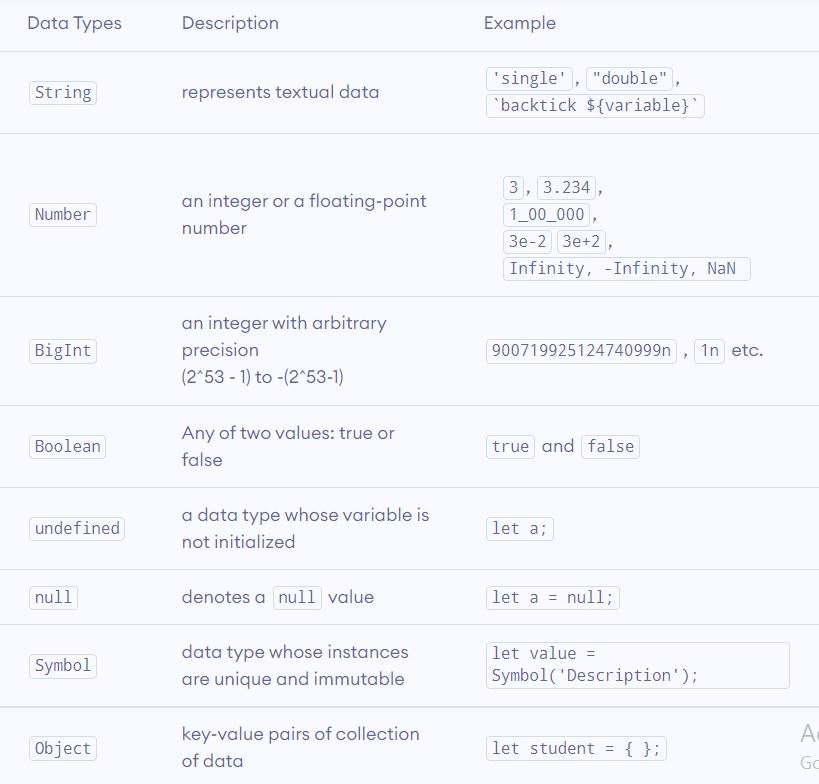 Data Types Description Example
String represents textual data 'single', "double",
`backtick ${variable}`
Number an integer or a floating-point
number
3, 3.234,
1_00_000,
3e-2 3e+2,
Infinity, -Infinity, NaN
BigInt an integer with arbitrary
precision
(2^53 - 1) to -(2^53-1)
900719925124740999n , 1n etc.
Boolean Any of two values: true or
false
true and false
undefined a data type whose variable is
not initialized
let a;
null denotes a null value let a = null;
Symbol data type whose instances
are unique and immutable
let value =
Symbol('Description');
Object key-value pairs of collection
of data
let student = { };